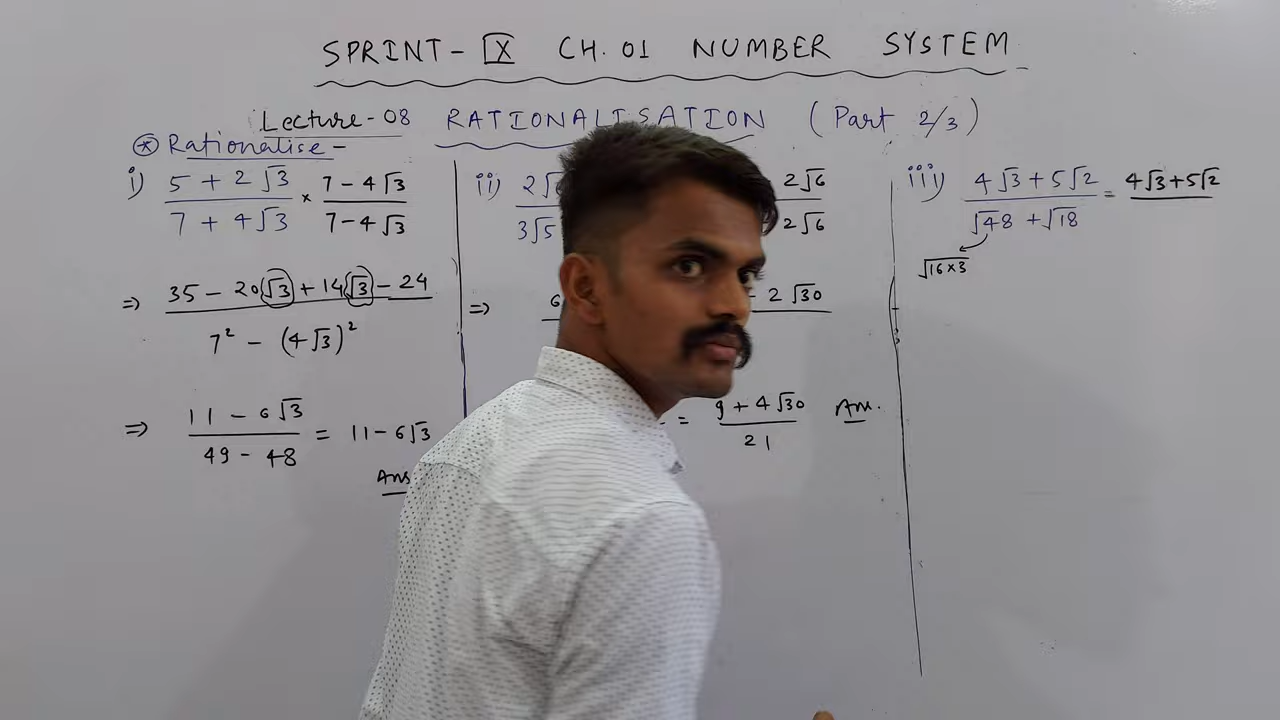 SPRINT- IX CH. 01 NUMBER SYSTEM
Lecture-08 RATIONALISATION (Part 2/3)
⊛ Rationalise -
i) 5 + 2√3 / 7 + 4√3 × 7 - 4√3 / 7 - 4√3
⇒ 35 - 20√3 + 14√3 - 24 / 7² - (4√3)²
⇒ 11 - 6√3 / 49 - 48 = 11 - 6√3
Ans
ii) 2√6 / 3√5 2√6 / 2√6
⇒ 6 - 2√30
= 9 + 4√30 / 21 Ans.
iii) 4√3 + 5√2 / √48 + √18 = 4√3 + 5√2
√16×3